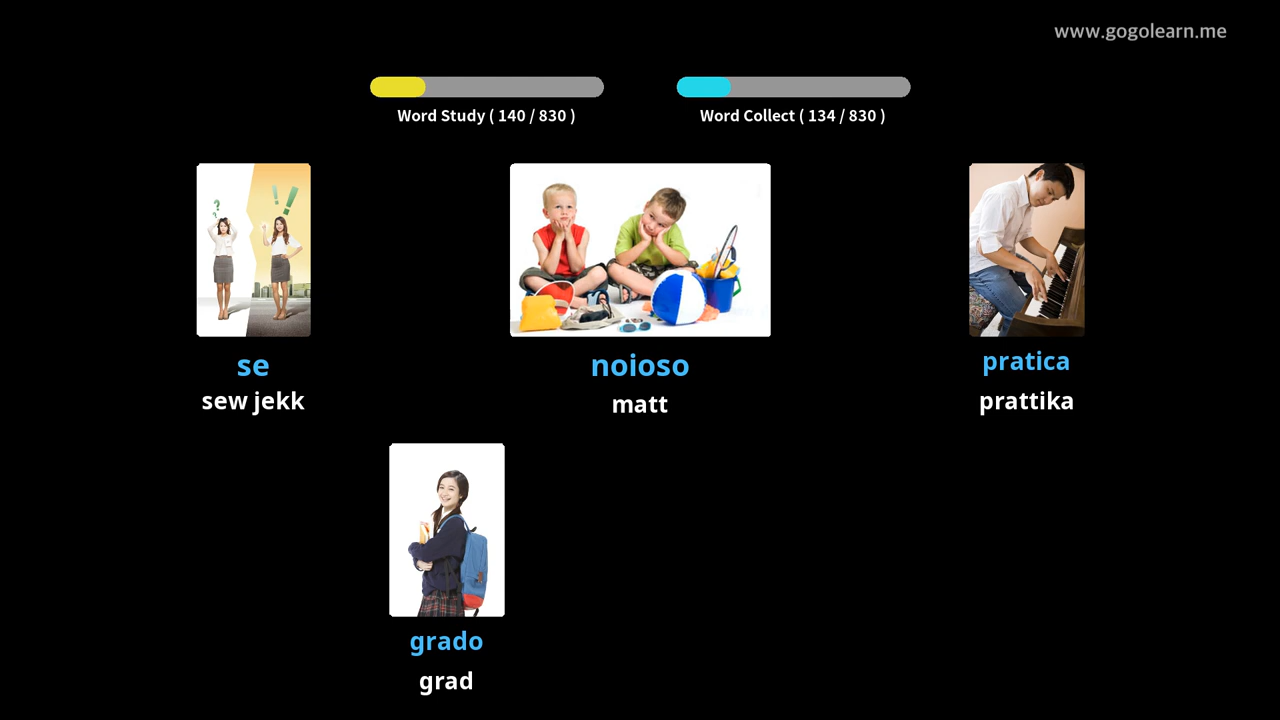 www.gogolearn.me
Word Study ( 140 / 830 )
Word Collect ( 134 / 830 )
se
sew jekk
noioso
matt
pratica
prattika
grado
grad